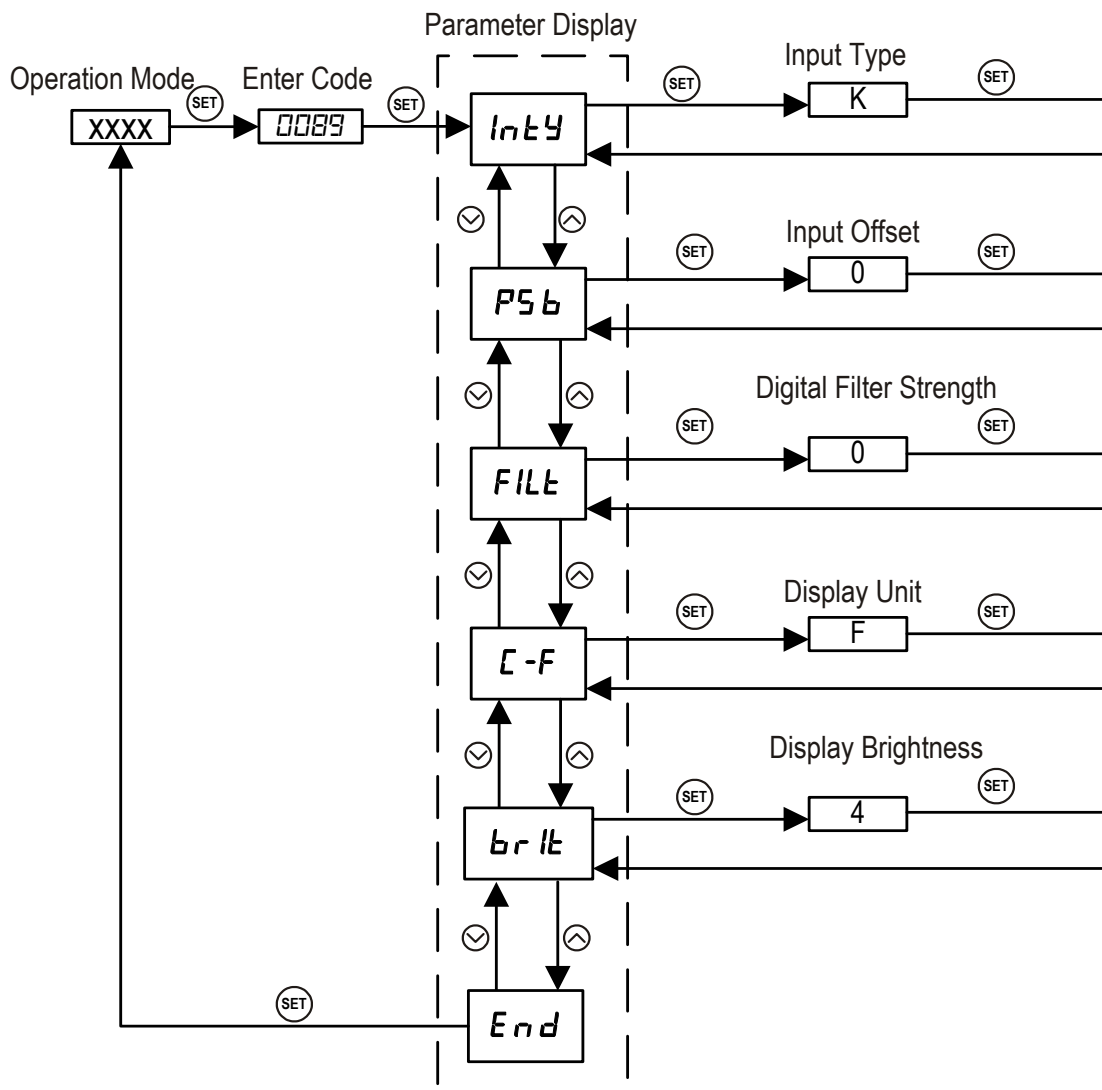 Parameter Display
Input Type
Operation Mode SET Enter Code SET SET SET
XXXX 0089 IntY K
Input Offset
SET SET
PSb 0
Digital Filter Strength
SET SET
FILt 0
Display Unit
SET SET
C-F F
Display Brightness
SET SET
brIt 4
SET
End